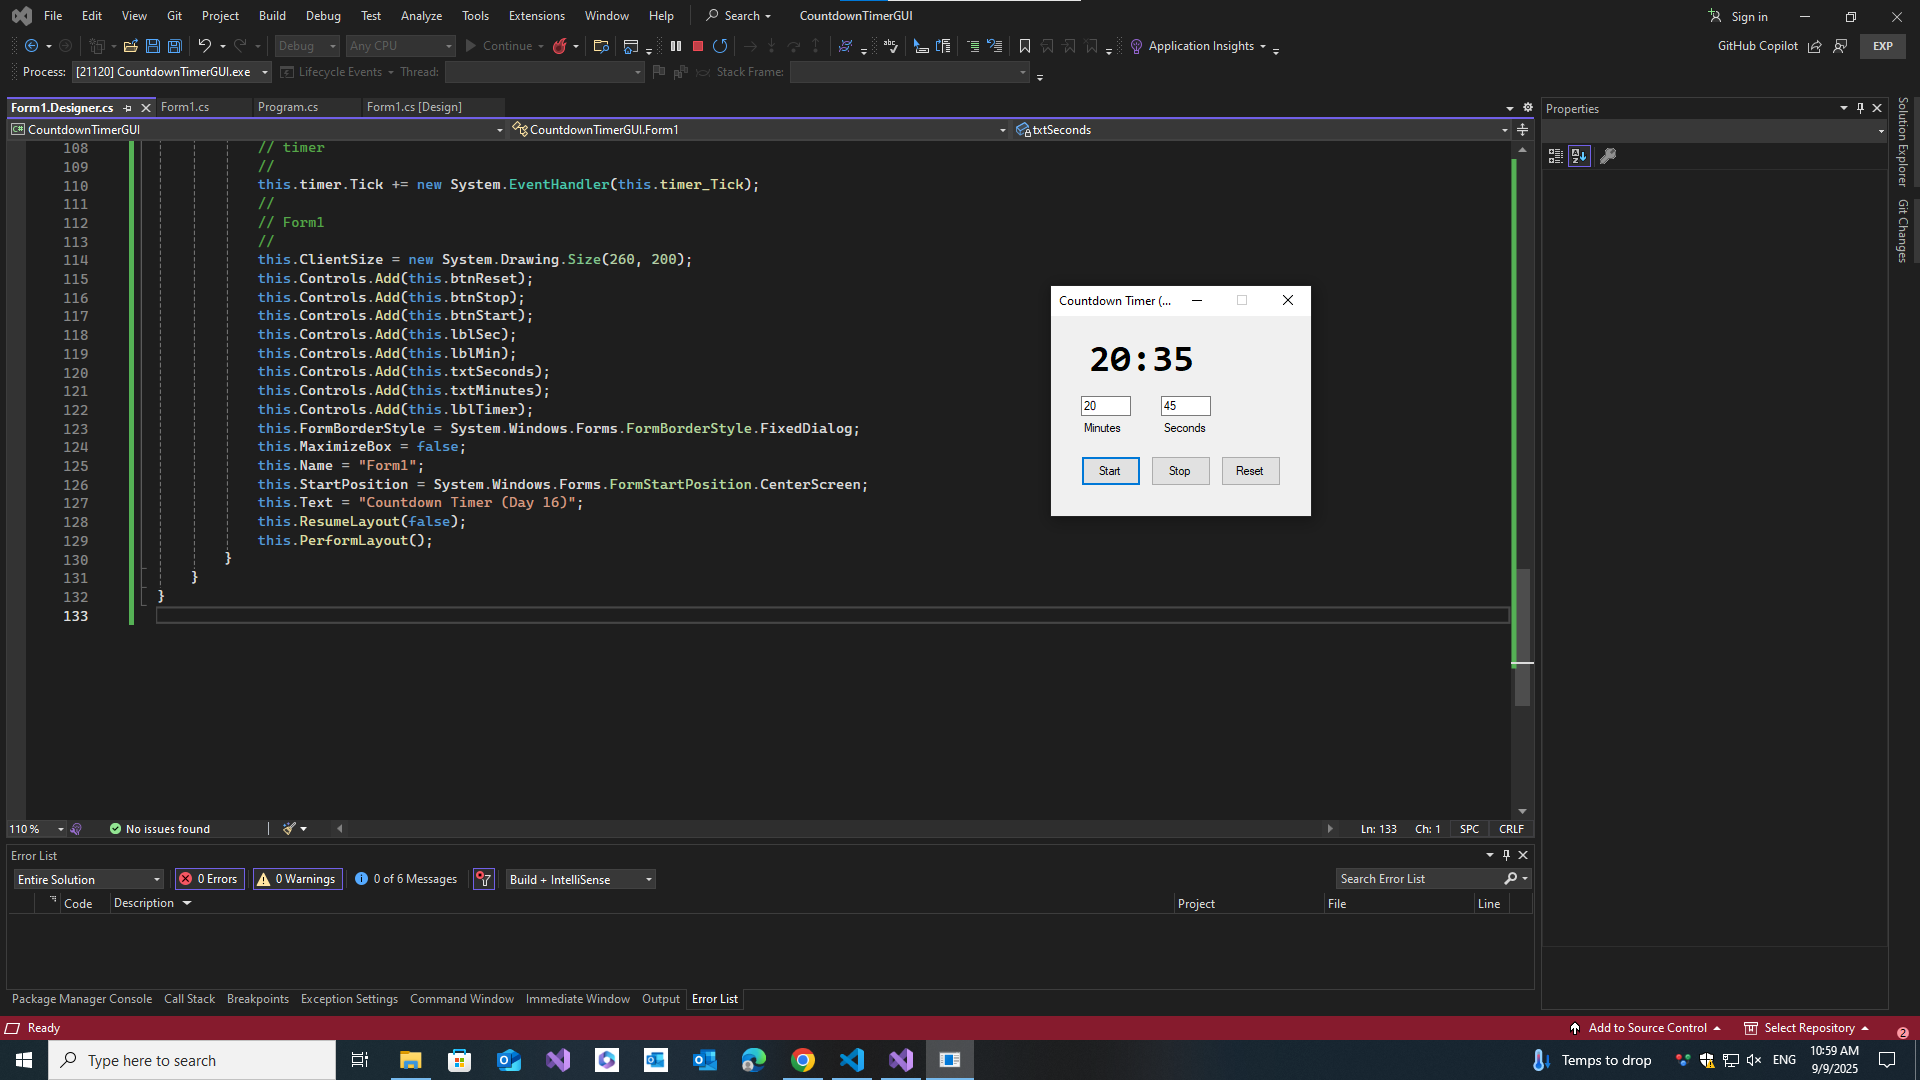 File Edit View Git Project Build Debug Test Analyze Tools Extensions Window Help Search CountdownTimerGUI Sign in
Debug Any CPU Continue Application Insights GitHub Copilot EXP
Process: [21120] CountdownTimerGUI.exe Lifecycle Events Thread: Stack Frame:
Form1.Designer.cs Form1.cs Program.cs Form1.cs [Design]
CountdownTimerGUI CountdownTimerGUI.Form1 txtSeconds
108 // timer
109 //
110 this.timer.Tick += new System.EventHandler(this.timer_Tick);
111 //
112 // Form1
113 //
114 this.ClientSize = new System.Drawing.Size(260, 200);
115 this.Controls.Add(this.btnReset);
116 this.Controls.Add(this.btnStop);
117 this.Controls.Add(this.btnStart);
118 this.Controls.Add(this.lblSec);
119 this.Controls.Add(this.lblMin);
120 this.Controls.Add(this.txtSeconds);
121 this.Controls.Add(this.txtMinutes);
122 this.Controls.Add(this.lblTimer);
123 this.FormBorderStyle = System.Windows.Forms.FormBorderStyle.FixedDialog;
124 this.MaximizeBox = false;
125 this.Name = "Form1";
126 this.StartPosition = System.Windows.Forms.FormStartPosition.CenterScreen;
127 this.Text = "Countdown Timer (Day 16)";
128 this.ResumeLayout(false);
129 this.PerformLayout();
130 }
131 }
132 }
133
Countdown Timer (...
20:35
20 45
Minutes Seconds
Start Stop Reset
Properties
Solution Explorer
Git Changes
110 % No issues found Ln: 133 Ch: 1 SPC CRLF
Error List
Entire Solution 0 Errors 0 Warnings 0 of 6 Messages Build + IntelliSense Search Error List
Code Description Project File Line
Package Manager Console Call Stack Breakpoints Exception Settings Command Window Immediate Window Output Error List
Ready Add to Source Control Select Repository 2
Type here to search Temps to drop ENG 10:59 AM
9/9/2025